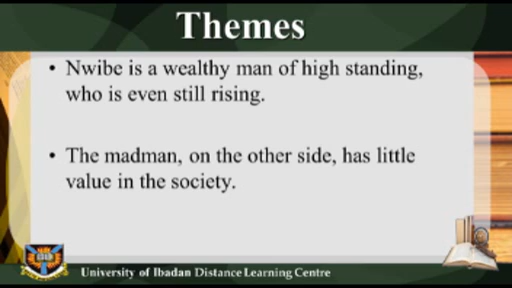 Themes
• Nwibe is a wealthy man of high standing,
who is even still rising.
• The madman, on the other side, has little
value in the society.
University of Ibadan Distance Learning Centre